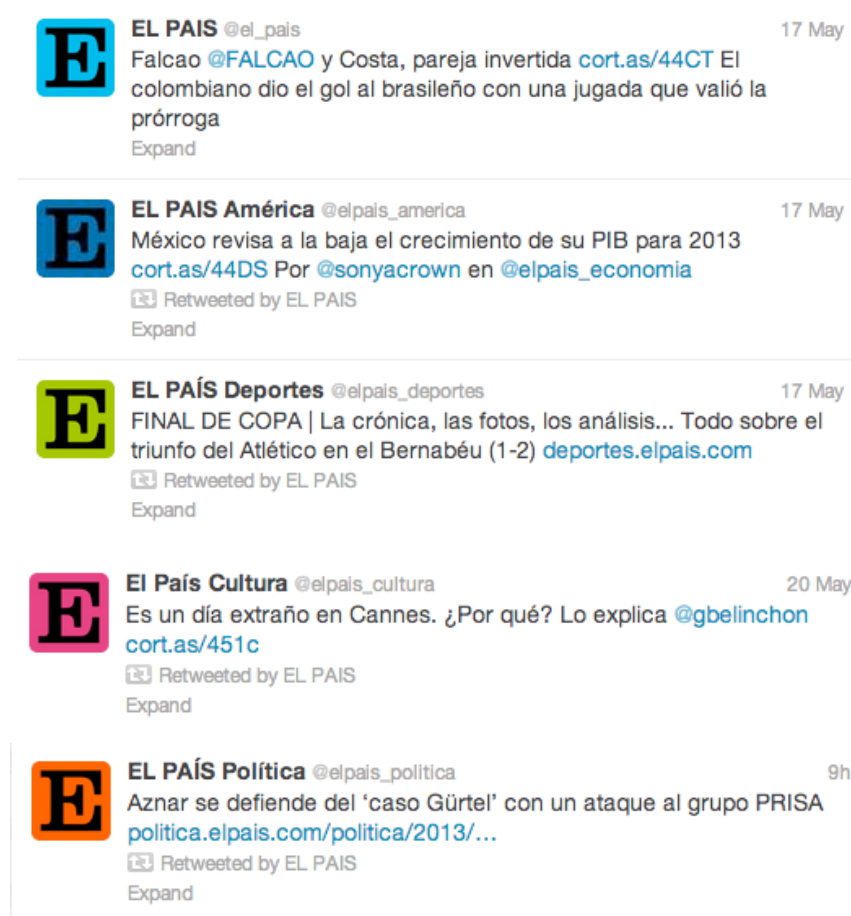 E
EL PAIS @el_pais 17 May
Falcao @FALCAO y Costa, pareja invertida cort.as/44CT El
colombiano dio el gol al brasileño con una jugada que valió la
prórroga
Expand
E
EL PAIS América @elpais_america 17 May
México revisa a la baja el crecimiento de su PIB para 2013
cort.as/44DS Por @sonyacrown en @elpais_economia
Retweeted by EL PAIS
Expand
E
EL PAÍS Deportes @elpais_deportes 17 May
FINAL DE COPA | La crónica, las fotos, los análisis... Todo sobre el
triunfo del Atlético en el Bernabéu (1-2) deportes.elpais.com
Retweeted by EL PAIS
Expand
E
El País Cultura @elpais_cultura 20 May
Es un día extraño en Cannes. ¿Por qué? Lo explica @gbelinchon
cort.as/451c
Retweeted by EL PAIS
Expand
E
EL PAÍS Política @elpais_politica 9h
Aznar se defiende del ‘caso Gürtel’ con un ataque al grupo PRISA
politica.elpais.com/politica/2013/…
Retweeted by EL PAIS
Expand